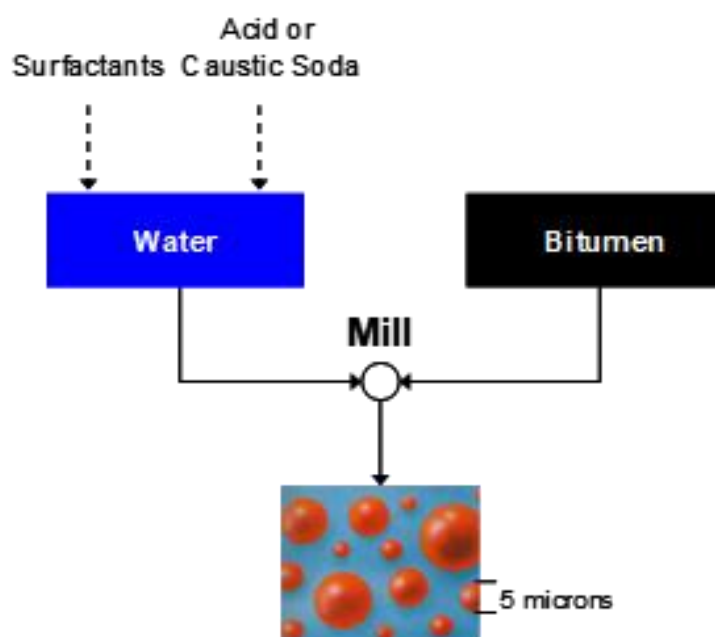 Acid or
Surfactants Caustic Soda
Water
Bitumen
Mill
5 microns